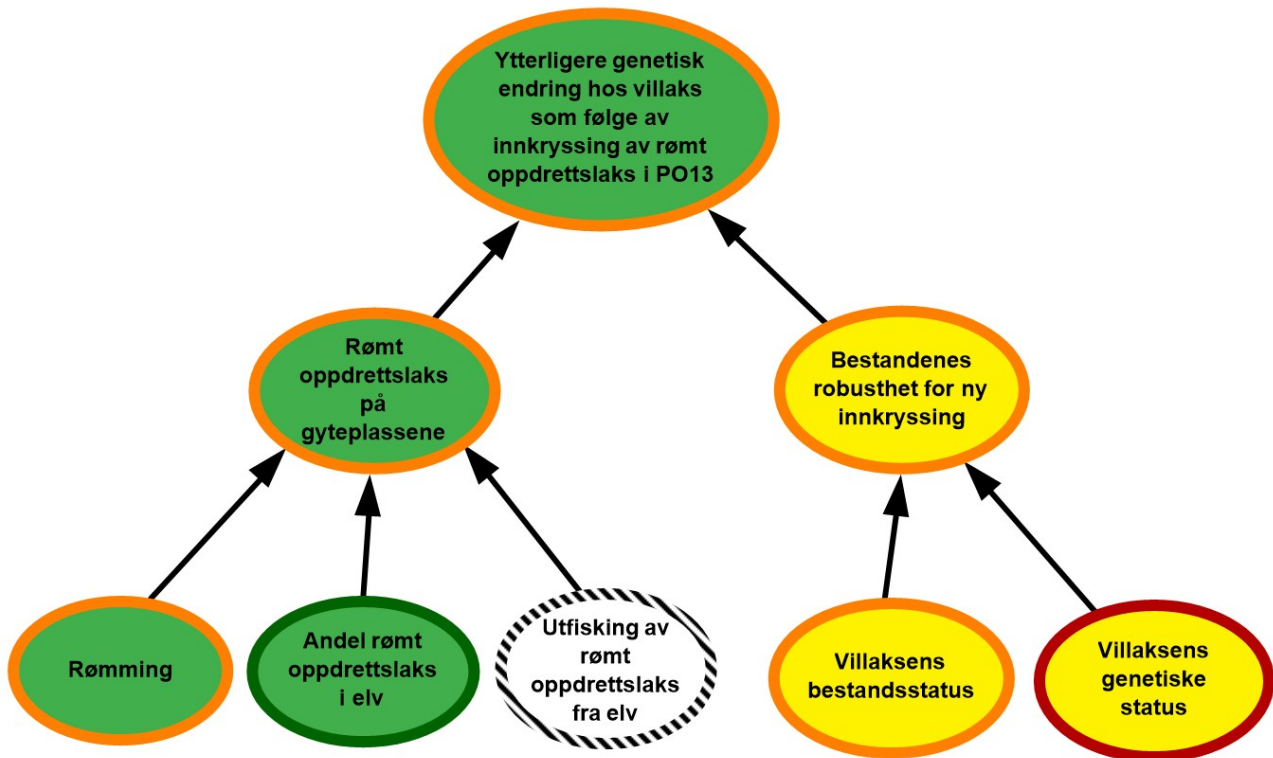 Ytterligere genetisk
endring hos villaks
som følge av
innkryssing av rømt
oppdrettslaks i PO13
Rømt
oppdrettslaks
på
gyteplassene
Bestandenes
robusthet for ny
innkryssing
Rømming
Andel rømt
oppdrettslaks
i elv
Utfisking av
rømt
oppdrettslaks
fra elv
Villaksens
bestandsstatus
Villaksens
genetiske
status